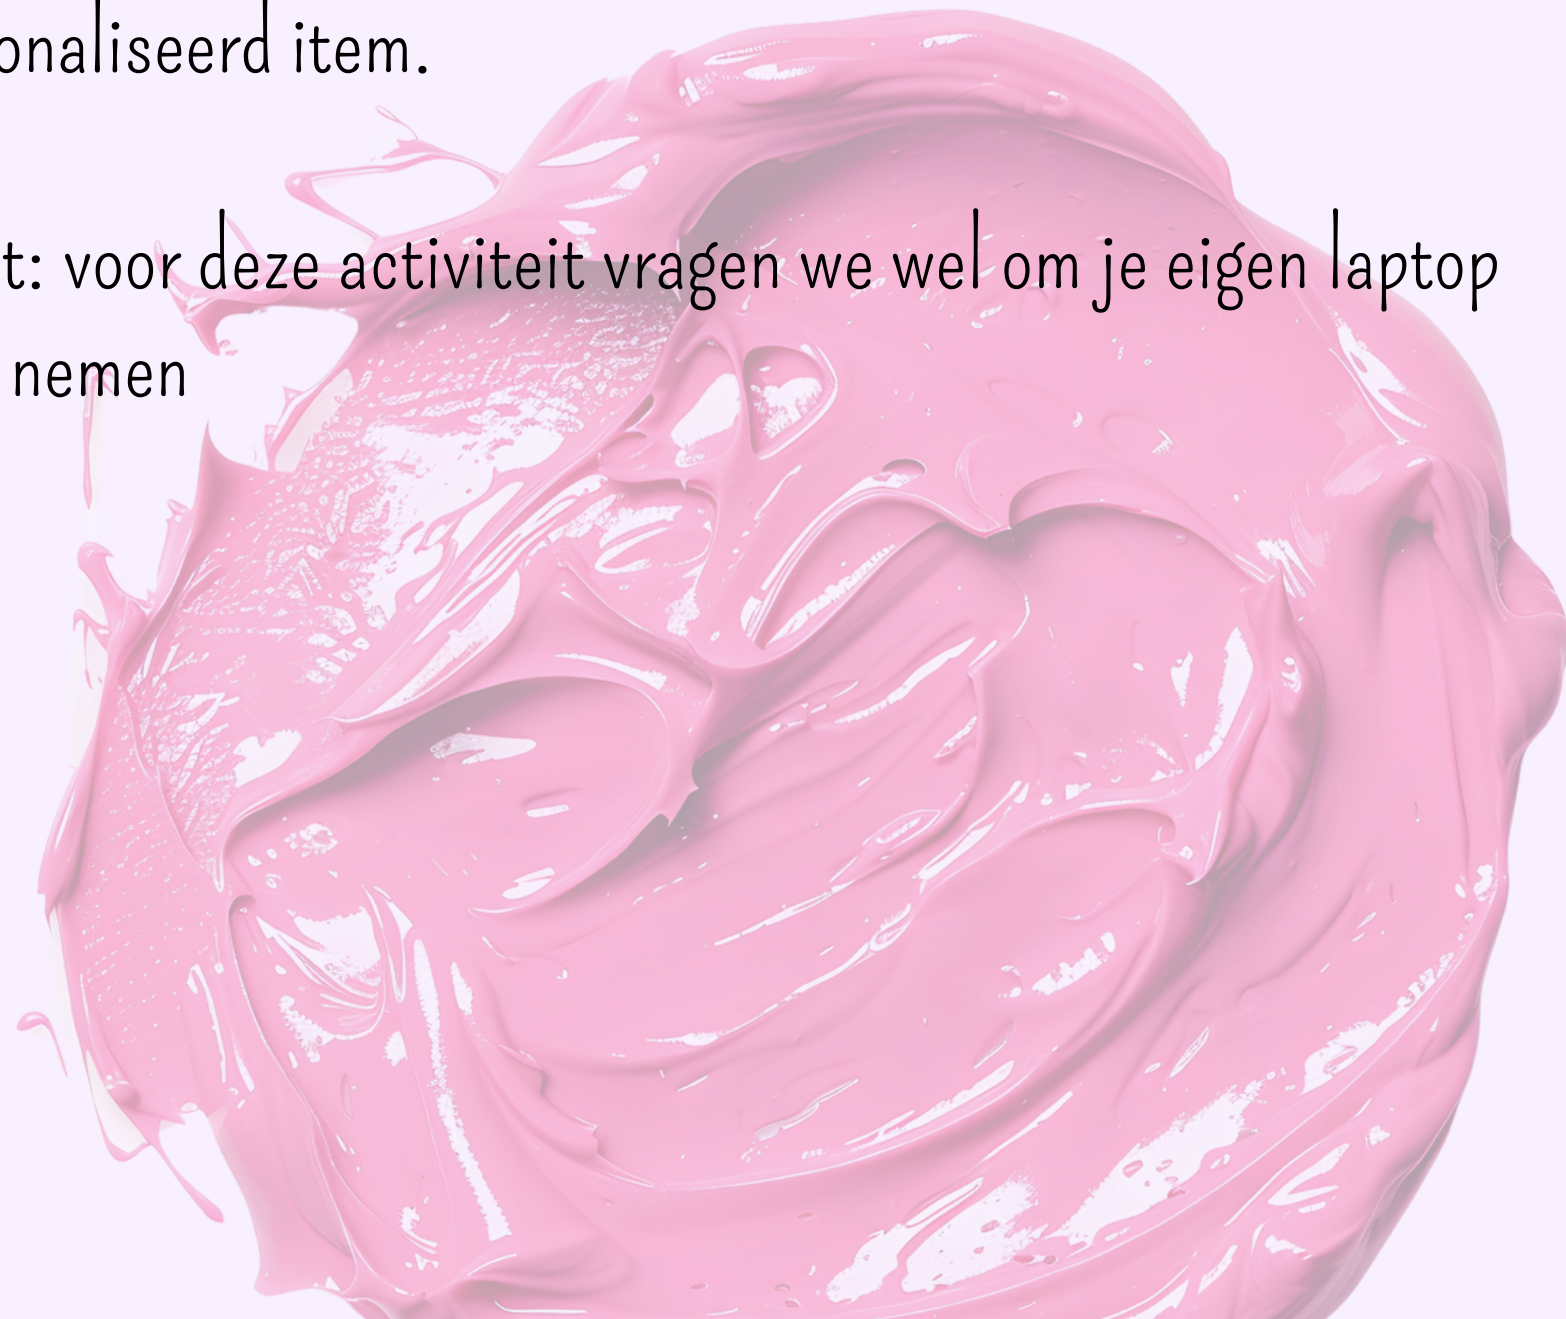 onaliseerd item.
t: voor deze activiteit vragen we wel om je eigen laptop
nemen